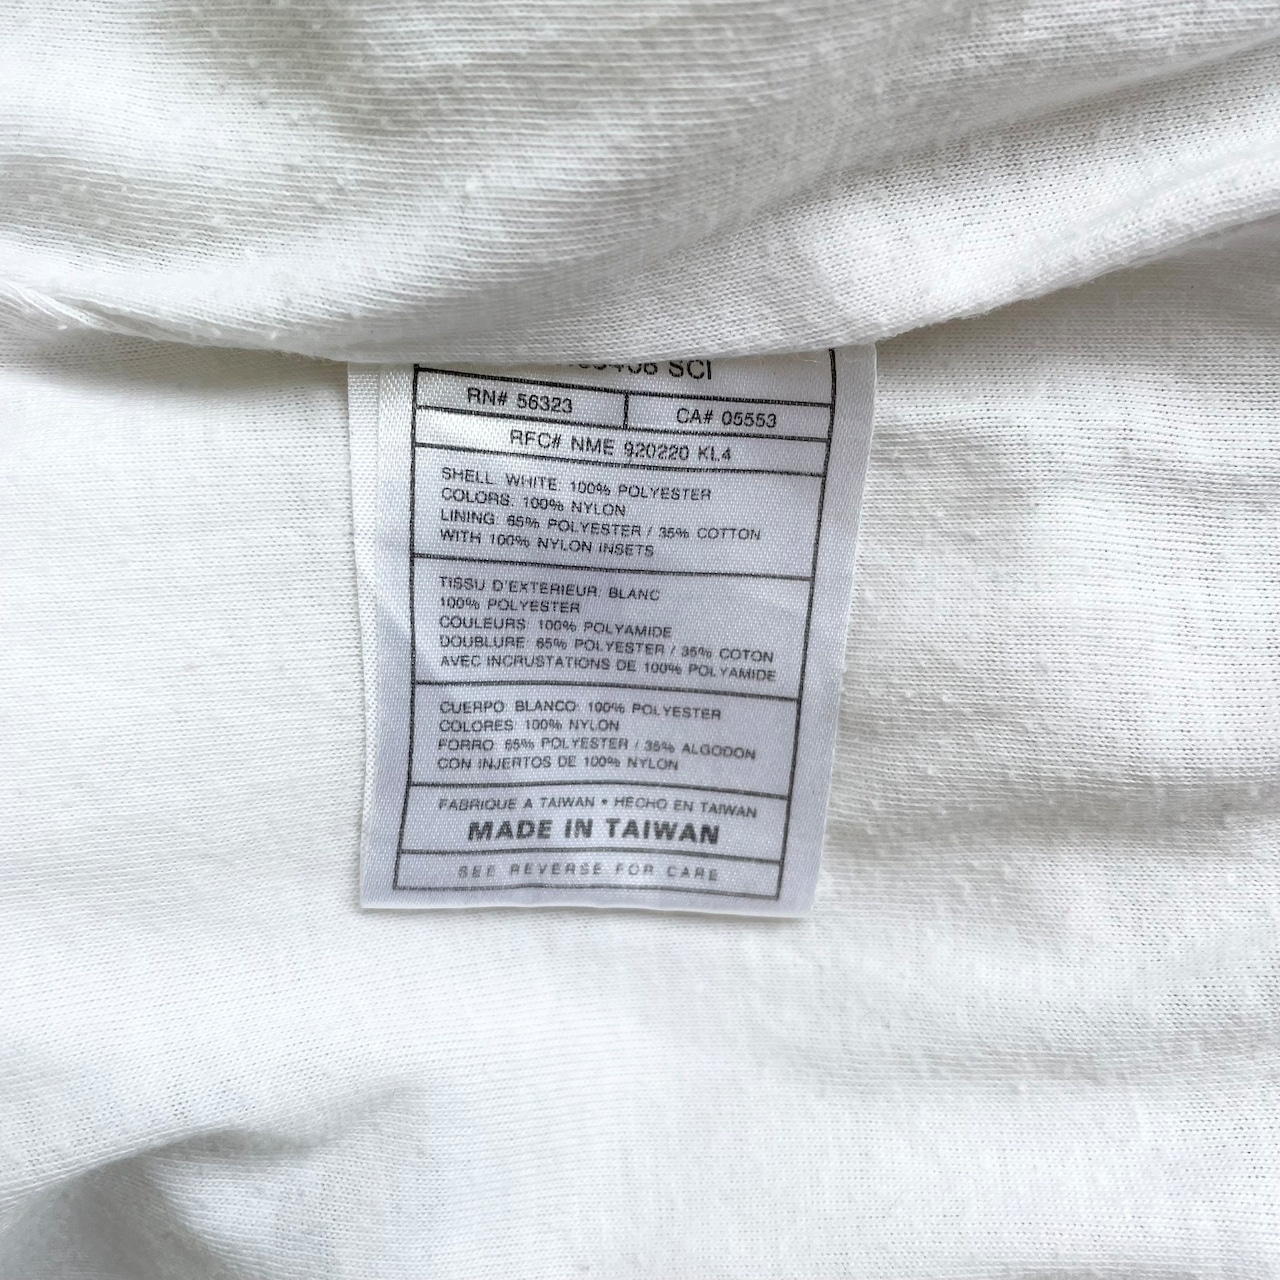 SCI
RN# 56323 CA# 05553
RFC# NME 920220 KL4
SHELL: WHITE: 100% POLYESTER
COLORS: 100% NYLON
LINING: 65% POLYESTER / 35% COTTON
WITH 100% NYLON INSETS
TISSU D'EXTERIEUR: BLANC
100% POLYESTER
COULEURS: 100% POLYAMIDE
DOUBLURE: 65% POLYESTER / 35% COTON
AVEC INCRUSTATIONS DE 100% POLYAMIDE
CUERPO: BLANCO: 100% POLYESTER
COLORES: 100% NYLON
FORRO: 65% POLYESTER / 35% ALGODON
CON INJERTOS DE 100% NYLON
FABRIQUE A TAIWAN • HECHO EN TAIWAN
MADE IN TAIWAN
SEE REVERSE FOR CARE